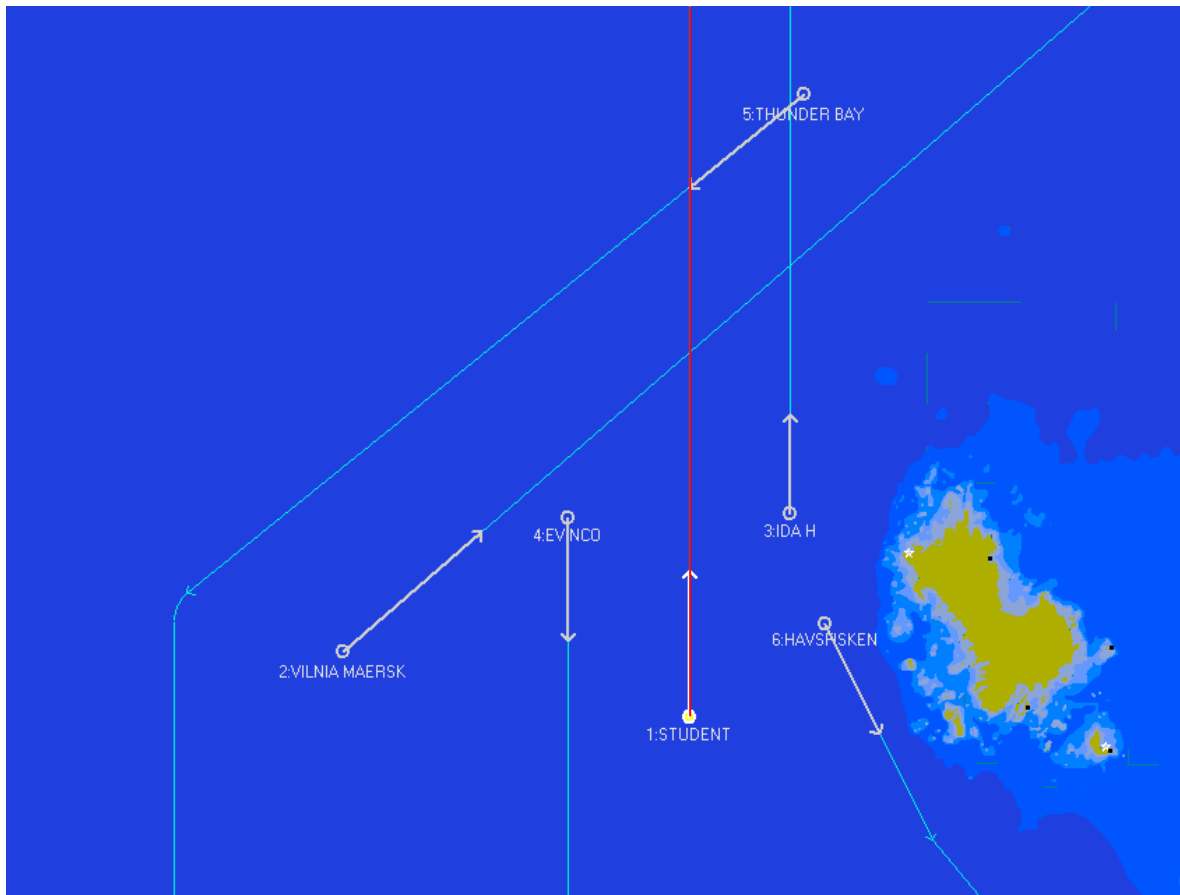 5:THUNDER BAY
4:EVINCO
3:IDA H
6:HAVSFISKEN
2:VILNIA MAERSK
1:STUDENT